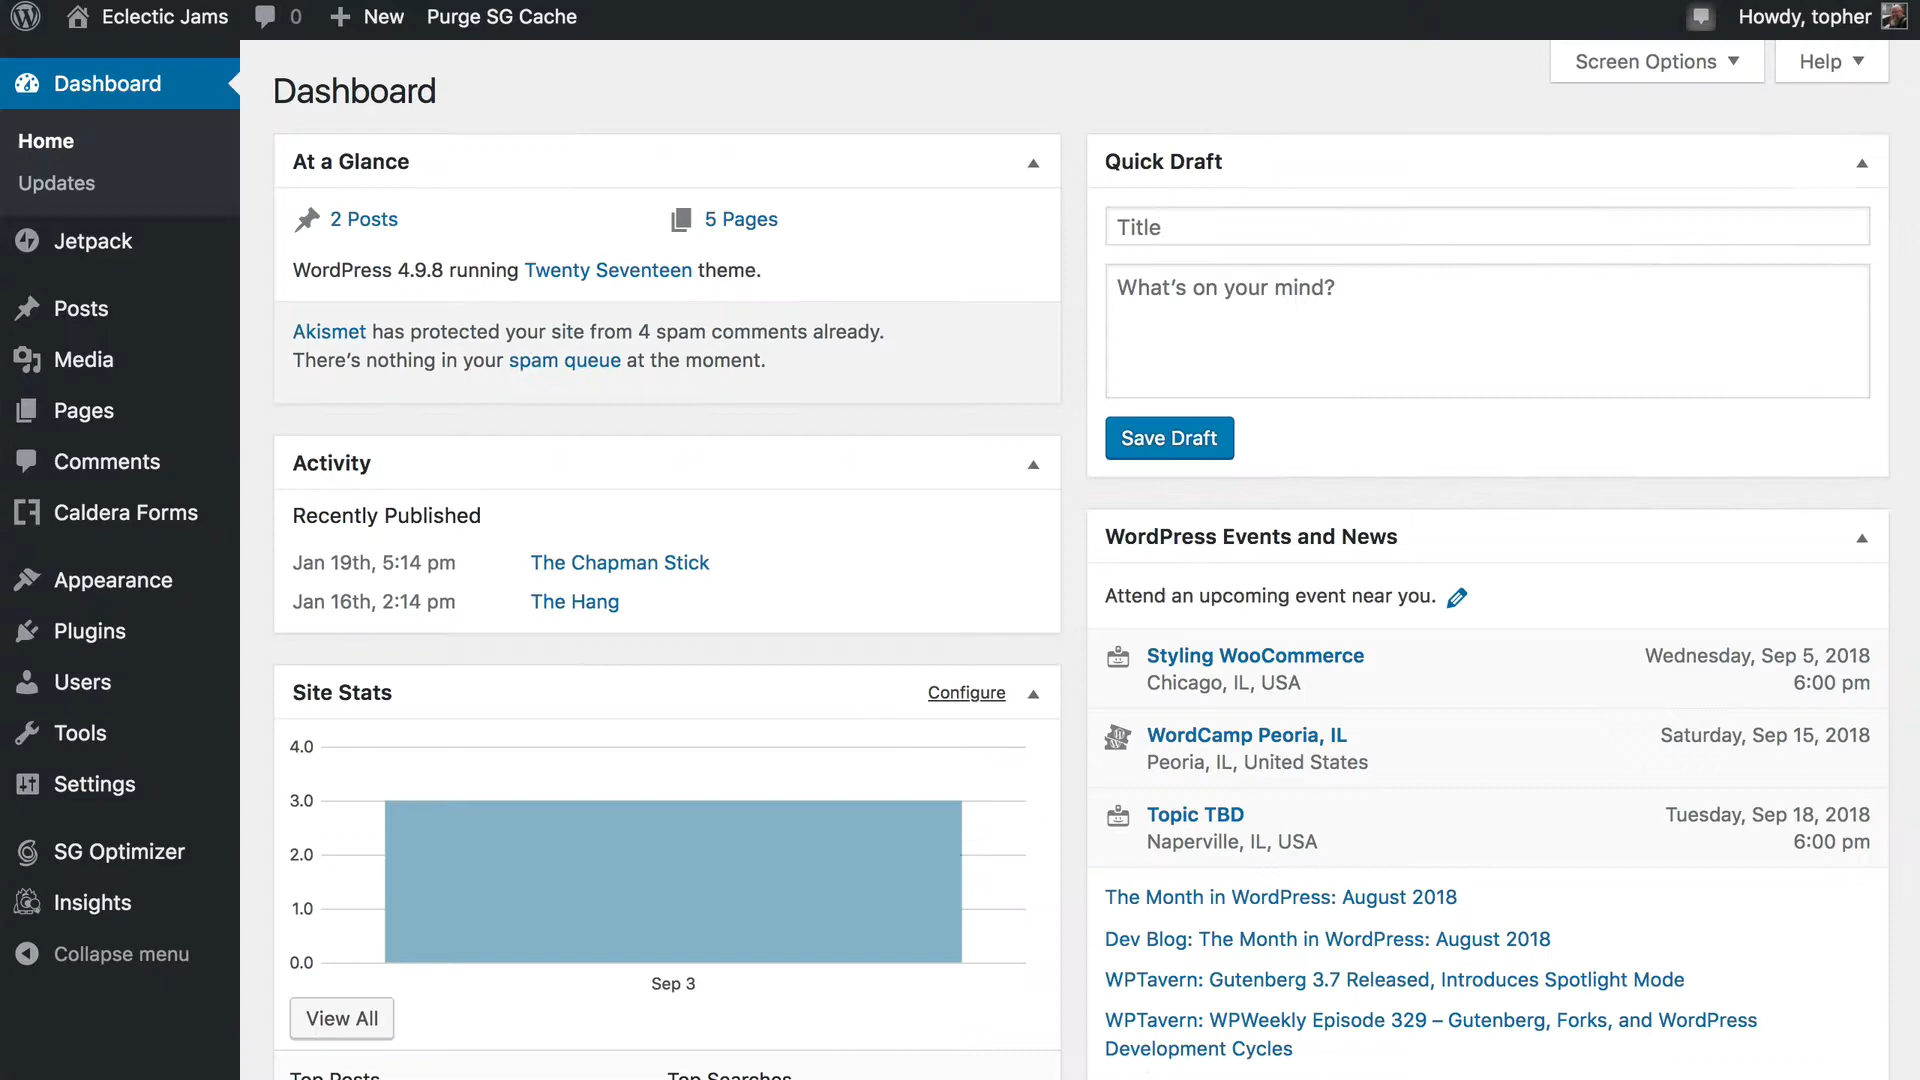 Eclectic Jams 0 New Purge SG Cache Howdy, topher
Dashboard
Home
Updates
Jetpack
Posts
Media
Pages
Comments
Caldera Forms
Appearance
Plugins
Users
Tools
Settings
SG Optimizer
Insights
Collapse menu
Screen Options Help
Dashboard
At a Glance
2 Posts 5 Pages
WordPress 4.9.8 running Twenty Seventeen theme.
Akismet has protected your site from 4 spam comments already.
There’s nothing in your spam queue at the moment.
Activity
Recently Published
Jan 19th, 5:14 pm The Chapman Stick
Jan 16th, 2:14 pm The Hang
Site Stats Configure
4.0
3.0
2.0
1.0
0.0
Sep 3
View All
Top Posts Top Searches
Quick Draft
Title
What’s on your mind?
Save Draft
WordPress Events and News
Attend an upcoming event near you.
Styling WooCommerce Wednesday, Sep 5, 2018
Chicago, IL, USA 6:00 pm
WordCamp Peoria, IL Saturday, Sep 15, 2018
Peoria, IL, United States
Topic TBD Tuesday, Sep 18, 2018
Naperville, IL, USA 6:00 pm
The Month in WordPress: August 2018
Dev Blog: The Month in WordPress: August 2018
WPTavern: Gutenberg 3.7 Released, Introduces Spotlight Mode
WPTavern: WPWeekly Episode 329 – Gutenberg, Forks, and WordPress
Development Cycles